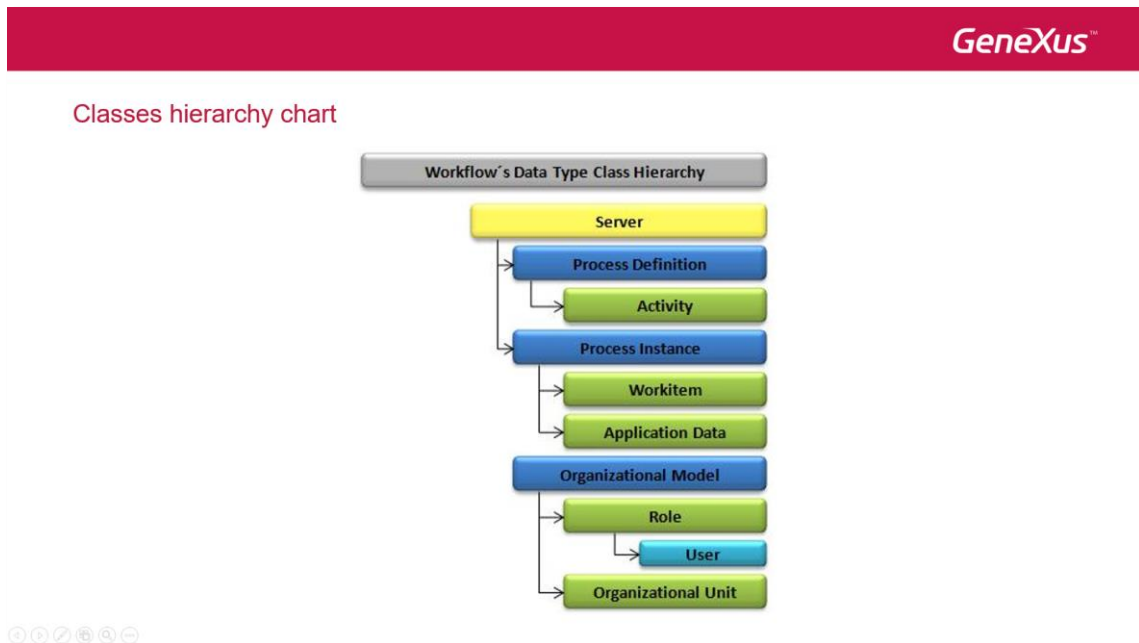 GeneXus™
Classes hierarchy chart
Workflow´s Data Type Class Hierarchy
Server
Process Definition
Activity
Process Instance
Workitem
Application Data
Organizational Model
Role
User
Organizational Unit